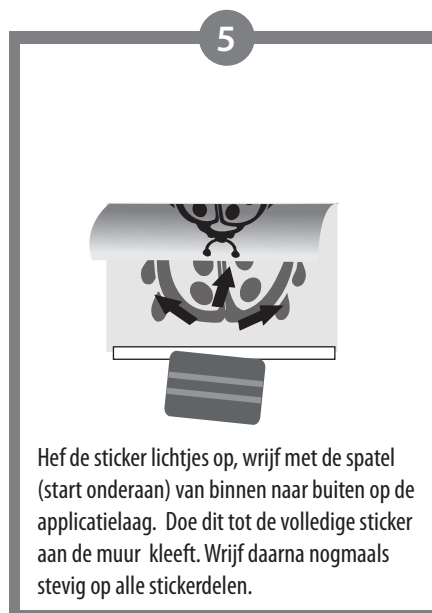 5
Hef de sticker lichtjes op, wrijf met de spatel
(start onderaan) van binnen naar buiten op de
applicatielaag.  Doe dit tot de volledige sticker
aan de muur  kleeft. Wrijf daarna nogmaals
stevig op alle stickerdelen.